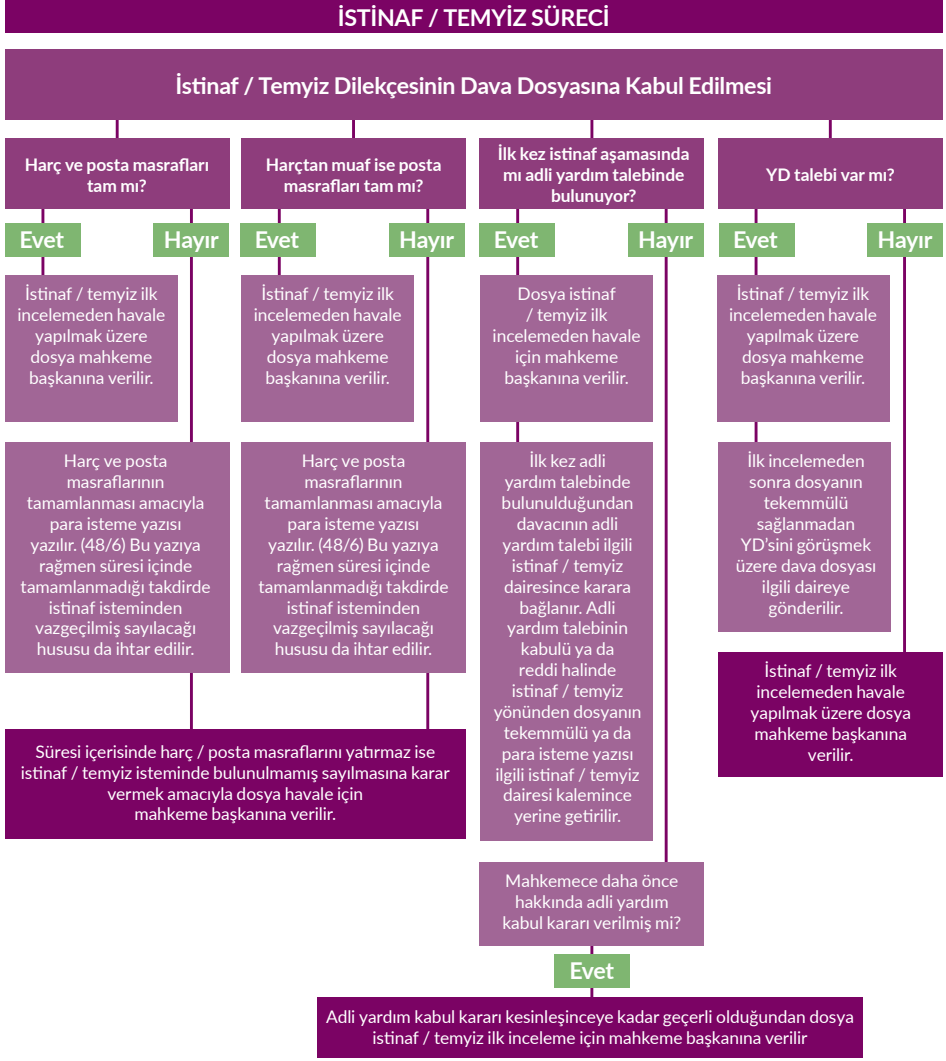 İSTİNAF / TEMYİZ SÜRECİ
İstinaf / Temyiz Dilekçesinin Dava Dosyasına Kabul Edilmesi
Harç ve posta masrafları
tam mı?
Evet
Hayır
İstinaf / temyiz ilk
incelemeden havale
yapılmak üzere
dosya mahkeme
başkanına verilir.
Harç ve posta
masraflarının
tamamlanması amacıyla
para isteme yazısı
yazılır. (48/6) Bu yazıya
rağmen süresi içinde
tamamlanmadığı takdirde
istinaf isteminden
vazgeçilmiş sayılacağı
hususu da ihtar edilir.
Harçtan muaf ise posta
masrafları tam mı?
Evet
Hayır
İstinaf / temyiz ilk
incelemeden havale
yapılmak üzere
dosya mahkeme
başkanına verilir.
Harç ve posta
masraflarının
tamamlanması amacıyla
para isteme yazısı
yazılır. (48/6) Bu yazıya
rağmen süresi içinde
tamamlanmadığı takdirde
istinaf isteminden
vazgeçilmiş sayılacağı
hususu da ihtar edilir.
Süresi içerisinde harç / posta masraflarını yatırmaz ise
istinaf / temyiz isteminde bulunulmamış sayılmasına karar
vermek amacıyla dosya havale için
mahkeme başkanına verilir.
İlk kez istinaf aşamasında
mı adli yardım talebinde
bulunuyor?
Evet
Hayır
Dosya istinaf
/ temyiz ilk
incelemeden havale
için mahkeme
başkanına verilir.
İlk kez adli
yardım talebinde
bulunulduğundan
davacının adli
yardım talebi ilgili
istinaf / temyiz
dairesince karara
bağlanır. Adli
yardım talebinin
kabulü ya da
reddi halinde
istinaf / temyiz
yönünden dosyanın
tekemmülü ya da
para isteme yazısı
ilgili istinaf / temyiz
dairesi kalemince
yerine getirilir.
Mahkemece daha önce
hakkında adli yardım
kabul kararı verilmiş mi?
Evet
Adli yardım kabul kararı kesinleşinceye kadar geçerli olduğundan dosya
istinaf / temyiz ilk inceleme için mahkeme başkanına verilir
YD talebi var mı?
Evet
Hayır
İstinaf / temyiz ilk
incelemeden havale
yapılmak üzere
dosya mahkeme
başkanına verilir.
İlk incelemeden
sonra dosyanın
tekemmülü
sağlanmadan
YD'sini görüşmek
üzere dava dosyası
ilgili daireye
gönderilir.
İstinaf / temyiz ilk
incelemeden havale
yapılmak üzere dosya
mahkeme başkanına
verilir.